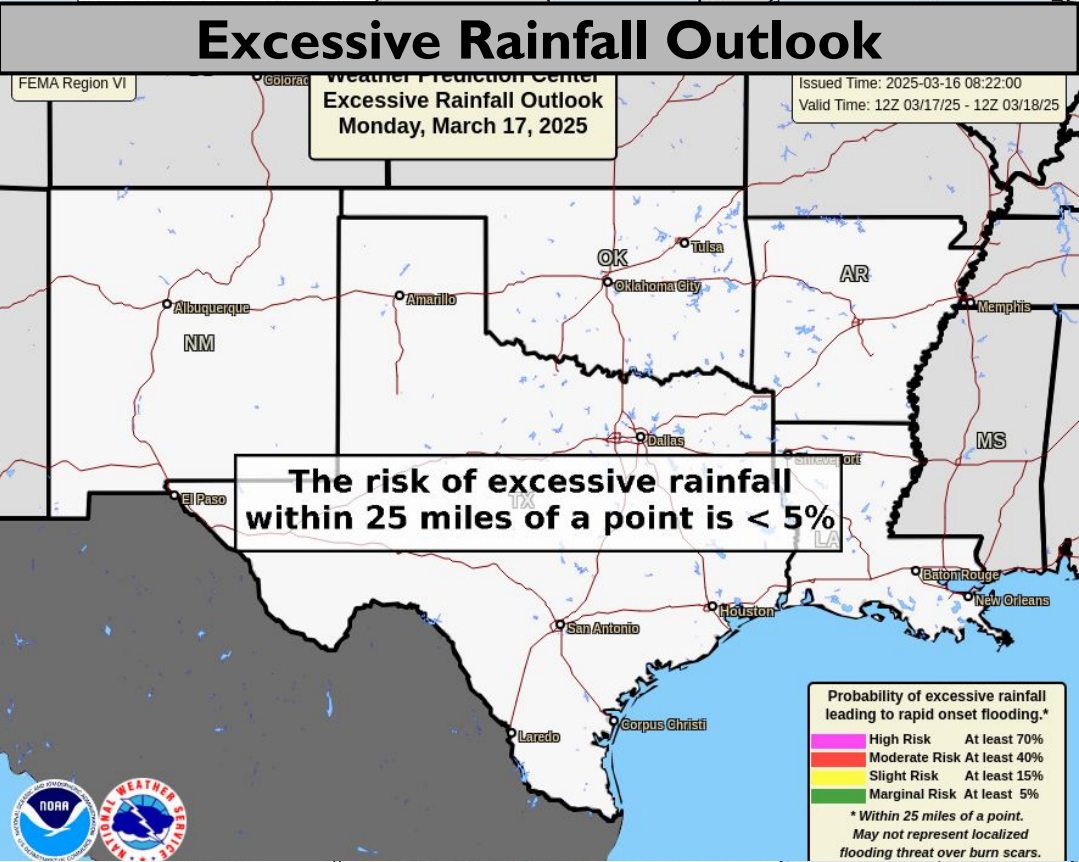 Excessive Rainfall Outlook
FEMA Region VI
Weather Prediction Center
Excessive Rainfall Outlook
Monday, March 17, 2025
Issued Time: 2025-03-16 08:22:00
Valid Time: 12Z 03/17/25 - 12Z 03/18/25
Tulsa
OK
Oklahoma City
AR
Albuquerque
Amarillo
Memphis
NM
Dallas
MS
Shreveport
The risk of excessive rainfall
within 25 miles of a point is < 5%
El Paso
TX
LA
Baton Rouge
New Orleans
Houston
San Antonio
Corpus Christi
Laredo
Probability of excessive rainfall
leading to rapid onset flooding.*
High Risk At least 70%
Moderate Risk At least 40%
Slight Risk At least 15%
Marginal Risk At least 5%
* Within 25 miles of a point.
May not represent localized
flooding threat over burn scars.
NOAA
NATIONAL WEATHER SERVICE